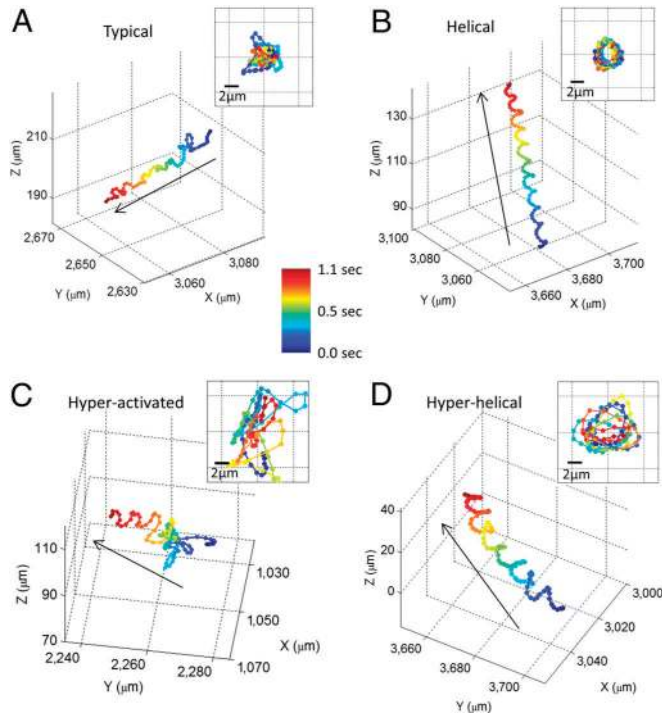 A
Typical
2μm
Z (μm)
210
190
2,670
2,650
2,630
Y (μm)
3,060
3,080
X (μm)
B
Helical
2μm
Z (μm)
130
110
90
3,100
3,080
3,060
Y (μm)
3,660
3,680
3,700
X (μm)
1.1 sec
0.5 sec
0.0 sec
C
Hyper-activated
2μm
Z (μm)
110
90
70
2,240
2,260
2,280
Y (μm)
1,030
1,050
1,070
X (μm)
D
Hyper-helical
2μm
Z (μm)
40
20
0
3,660
3,680
3,700
Y (μm)
3,000
3,020
3,040
X (μm)